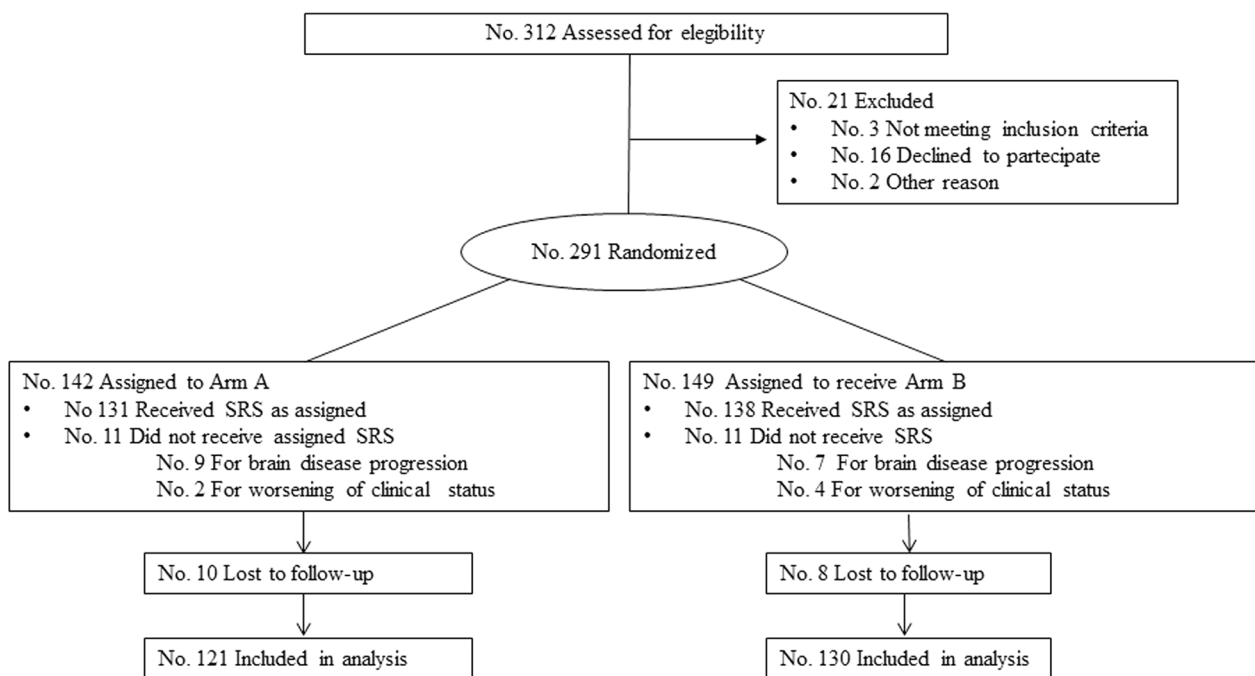 No. 312 Assessed for elegibility
No. 21 Excluded
• No. 3 Not meeting inclusion criteria
• No. 16 Declined to partecipate
• No. 2 Other reason
No. 291 Randomized
No. 142 Assigned to Arm A
• No 131 Received SRS as assigned
• No. 11 Did not receive assigned SRS
No. 9 For brain disease progression
No. 2 For worsening of clinical status
No. 149 Assigned to receive Arm B
• No. 138 Received SRS as assigned
• No. 11 Did not receive SRS
No. 7 For brain disease progression
No. 4 For worsening of clinical status
No. 10 Lost to follow-up
No. 8 Lost to follow-up
No. 121 Included in analysis
No. 130 Included in analysis